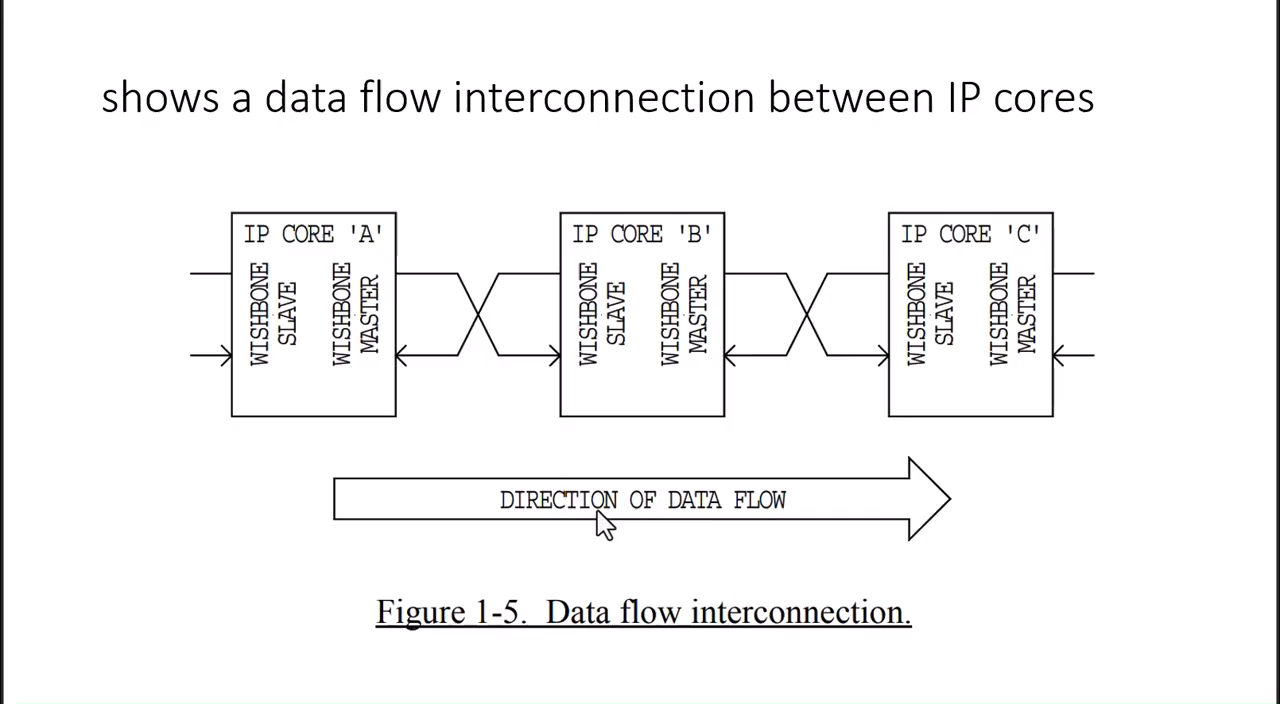 shows a data flow interconnection between IP cores
IP CORE 'A'
WISHBONE
SLAVE
WISHBONE
MASTER
IP CORE 'B'
WISHBONE
SLAVE
WISHBONE
MASTER
IP CORE 'C'
WISHBONE
SLAVE
WISHBONE
MASTER
DIRECTION OF DATA FLOW
Figure 1-5. Data flow interconnection.